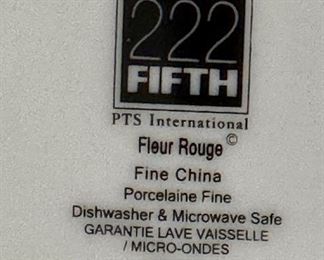 222
FIFTH
PTS International
Fleur Rouge©
Fine China
Porcelaine Fine
Dishwasher & Microwave Safe
GARANTIE LAVE VAISSELLE
/ MICRO-ONDES